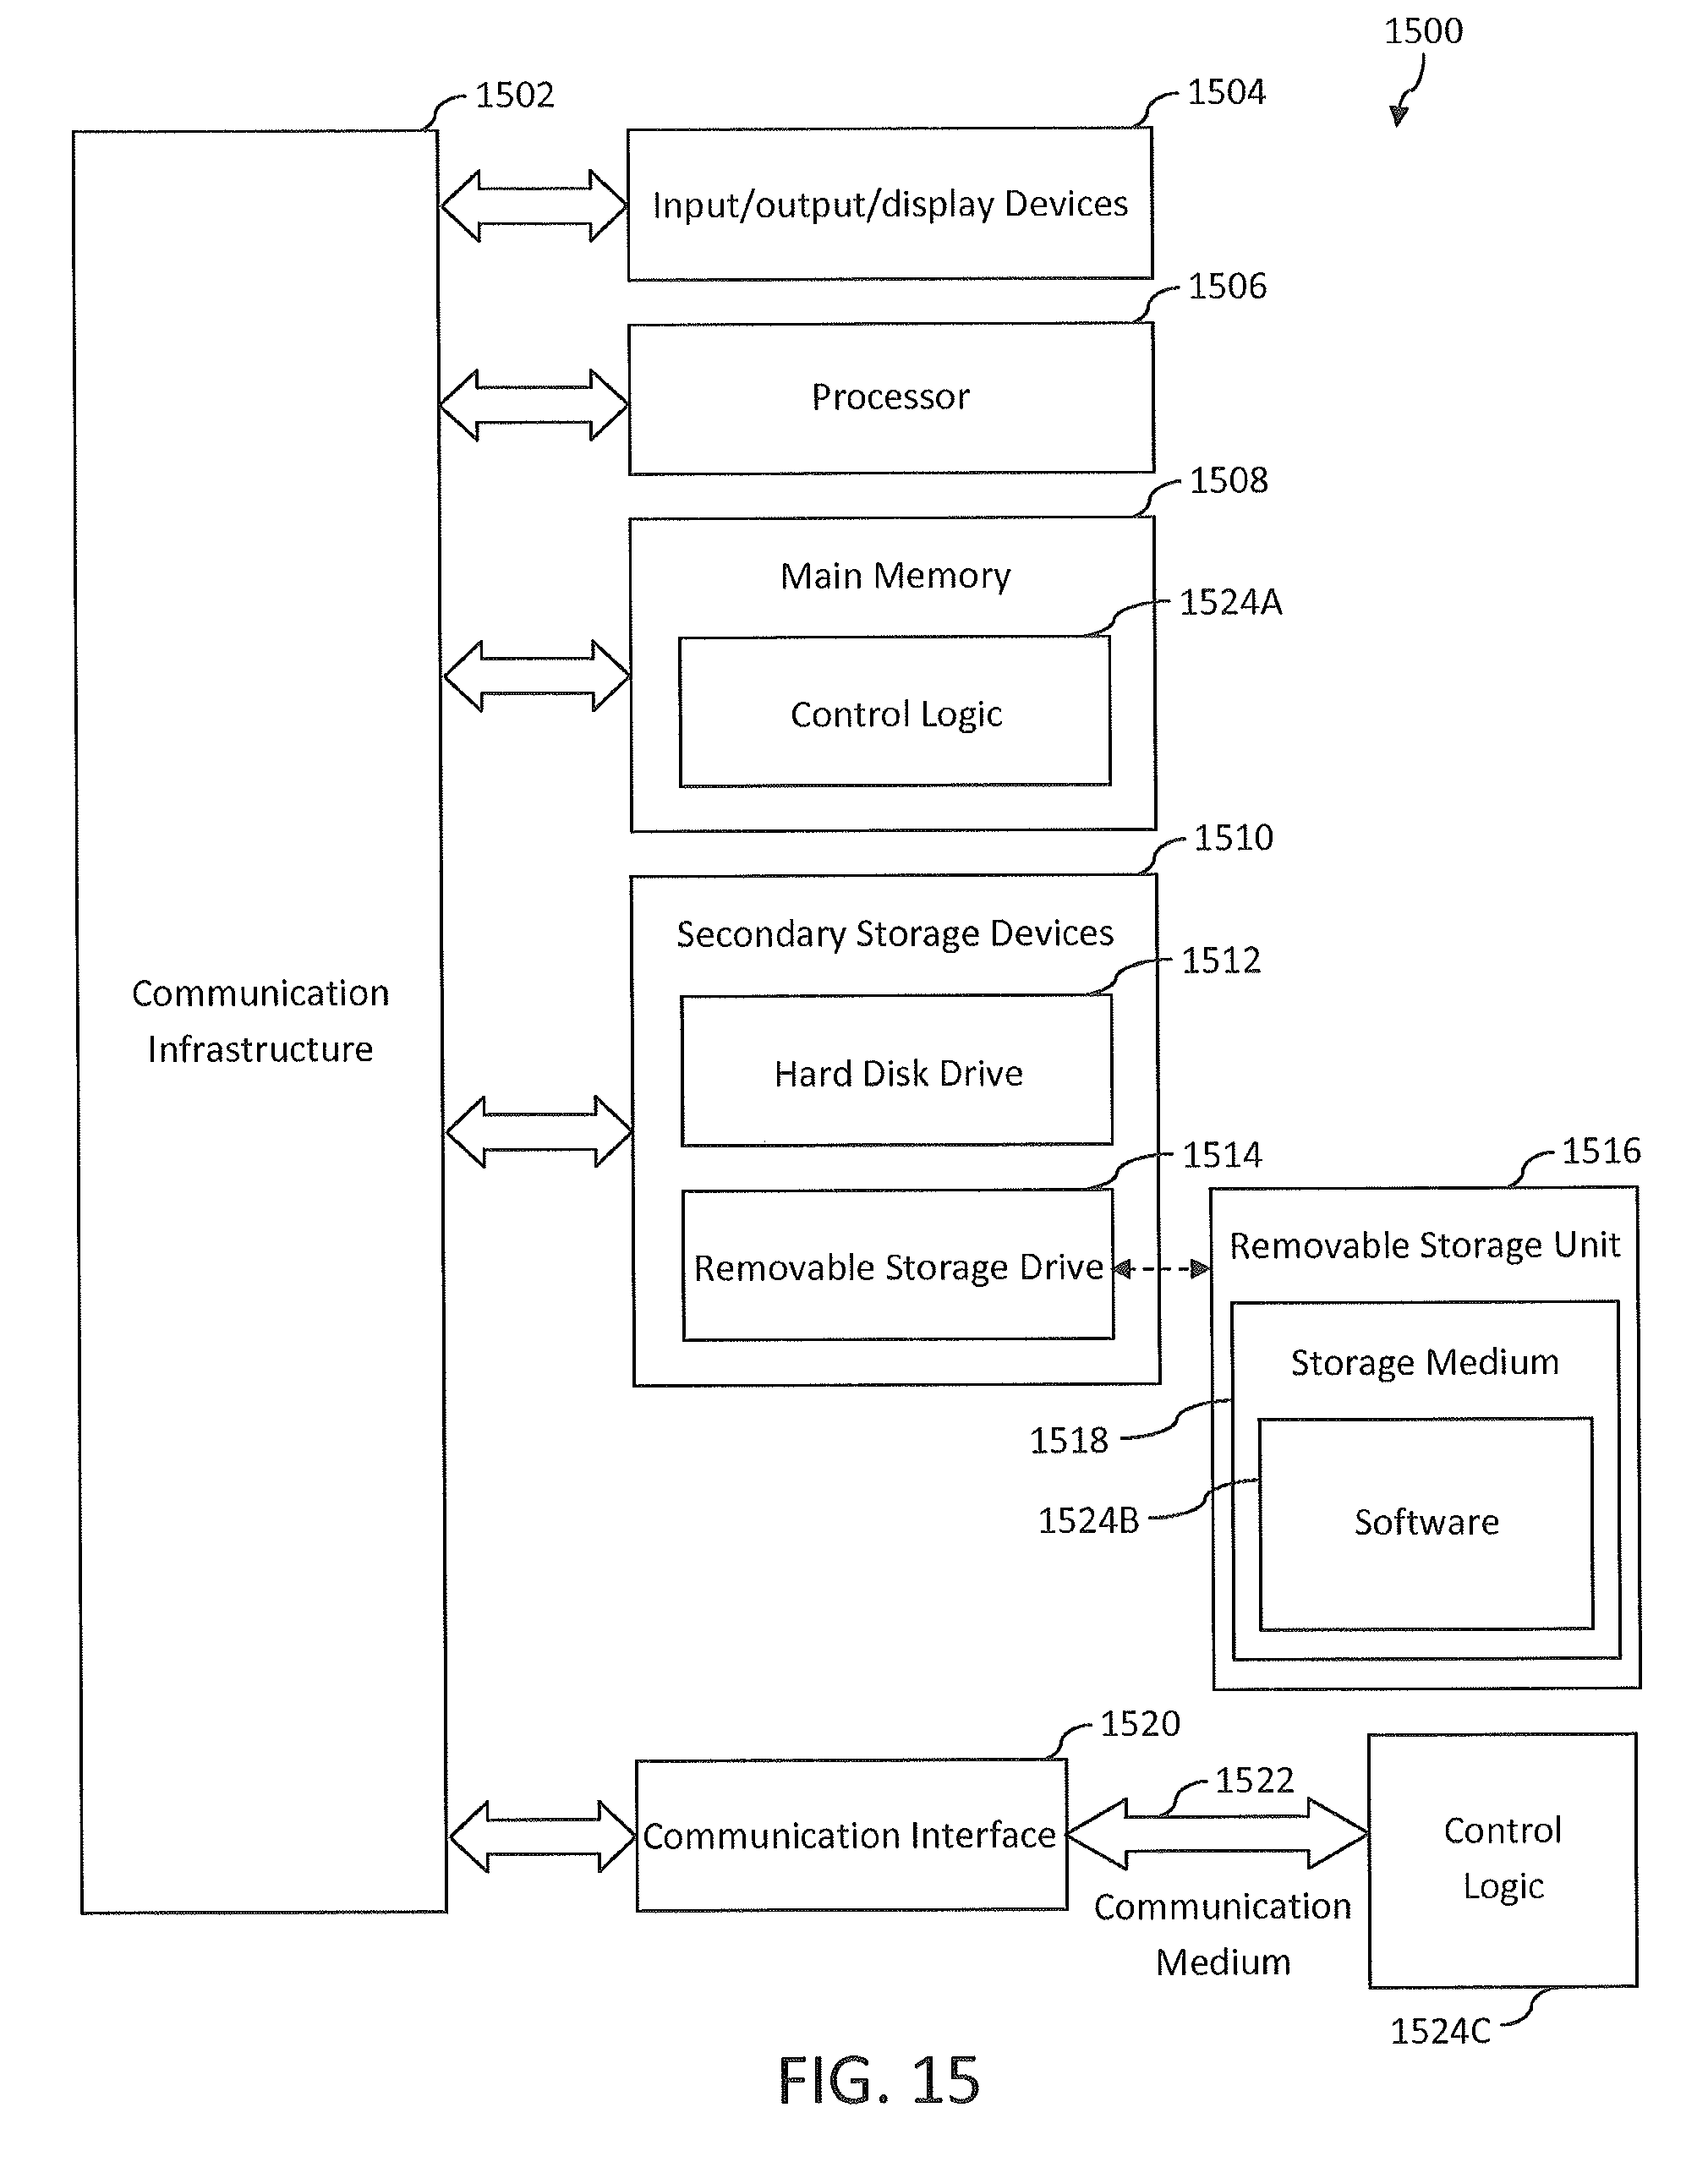 1500
1502
1504
Input/output/display Devices
1506
Processor
1508
Main Memory
1524A
Control Logic
1510
Secondary Storage Devices
1512
Hard Disk Drive
Communication
Infrastructure
1514
Removable Storage Drive
1516
Removable Storage Unit
Storage Medium
1518
1524B
Software
1520
Communication Interface
1522
Communication
Medium
Control
Logic
1524C
FIG. 15